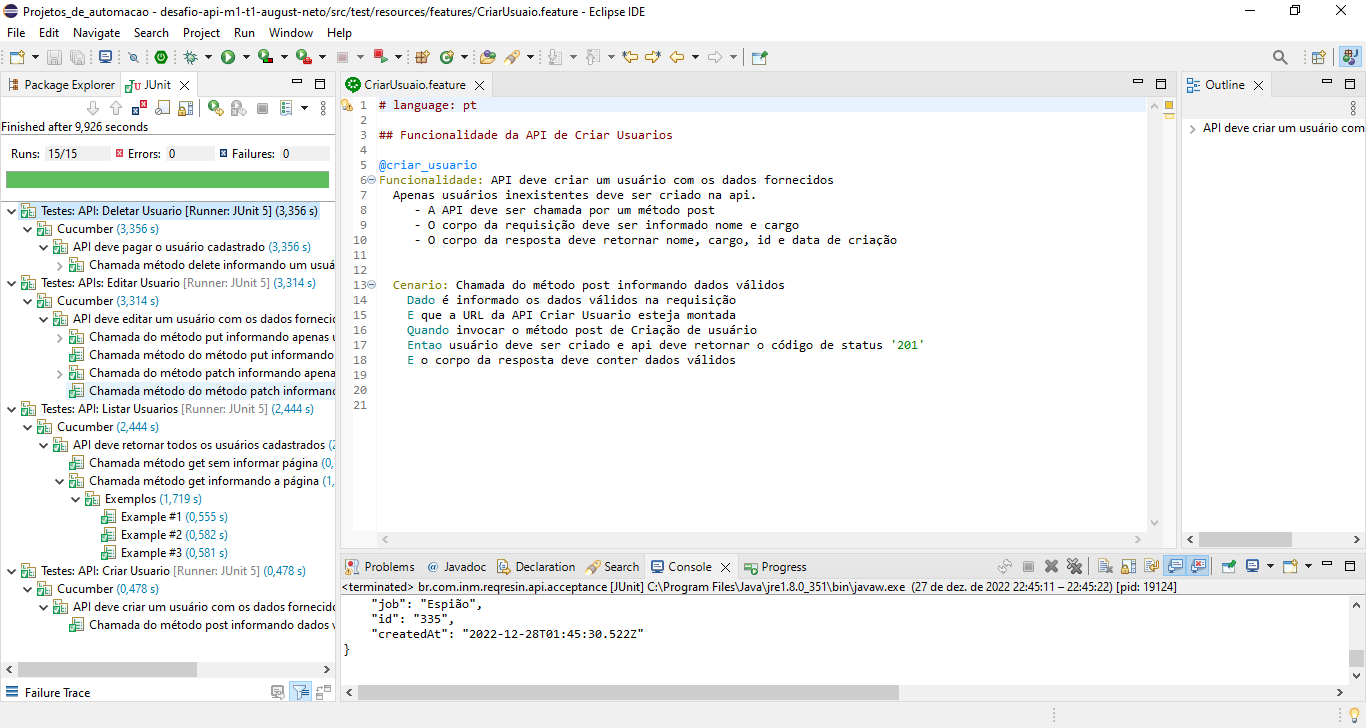 Projetos_de_automacao - desafio-api-m1-t1-august-neto/src/test/resources/features/CriarUsuaio.feature - Eclipse IDE
File Edit Navigate Search Project Run Window Help
Package Explorer JUnit
Finished after 9,926 seconds
Runs: 15/15 Errors: 0 Failures: 0
Testes: API: Deletar Usuario [Runner: JUnit 5] (3,356 s)
Cucumber (3,356 s)
API deve pagar o usuário cadastrado (3,356 s)
Chamada método delete informando um usuá
Testes: APIs: Editar Usuario [Runner: JUnit 5] (3,314 s)
Cucumber (3,314 s)
API deve editar um usuário com os dados fornecid
Chamada do método put informando apenas u
Chamada método do método put informando
Chamada do método patch informando apena
Chamada método do método patch informand
Testes: API: Listar Usuarios [Runner: JUnit 5] (2,444 s)
Cucumber (2,444 s)
API deve retornar todos os usuários cadastrados (2
Chamada método get sem informar página (0,
Chamada método get informando a página (1,
Exemplos (1,719 s)
Example #1 (0,555 s)
Example #2 (0,582 s)
Example #3 (0,581 s)
Testes: API: Criar Usuario [Runner: JUnit 5] (0,478 s)
Cucumber (0,478 s)
API deve criar um usuário com os dados fornecido
Chamada do método post informando dados v
Failure Trace
CriarUsuaio.feature
1 # language: pt
2
3 ## Funcionalidade da API de Criar Usuarios
4
5 @criar_usuario
6 Funcionalidade: API deve criar um usuário com os dados fornecidos
7 Apenas usuários inexistentes deve ser criado na api.
8 - A API deve ser chamada por um método post
9 - O corpo da requisição deve ser informado nome e cargo
10 - O corpo da resposta deve retornar nome, cargo, id e data de criação
11
12
13 Cenario: Chamada do método post informando dados válidos
14 Dado é informado os dados válidos na requisição
15 E que a URL da API Criar Usuario esteja montada
16 Quando invocar o método post de Criação de usuário
17 Entao usuário deve ser criado e api deve retornar o código de status '201'
18 E o corpo da resposta deve conter dados válidos
19
20
21
Outline
API deve criar um usuário com
Problems @ Javadoc Declaration Search Console Progress
<terminated> br.com.inm.reqresin.api.acceptance [JUnit] C:\Program Files\Java\jre1.8.0_351\bin\javaw.exe (27 de dez. de 2022 22:45:11 – 22:45:22) [pid: 19124]
"job": "Espião",
"id": "335",
"createdAt": "2022-12-28T01:45:30.522Z"
}